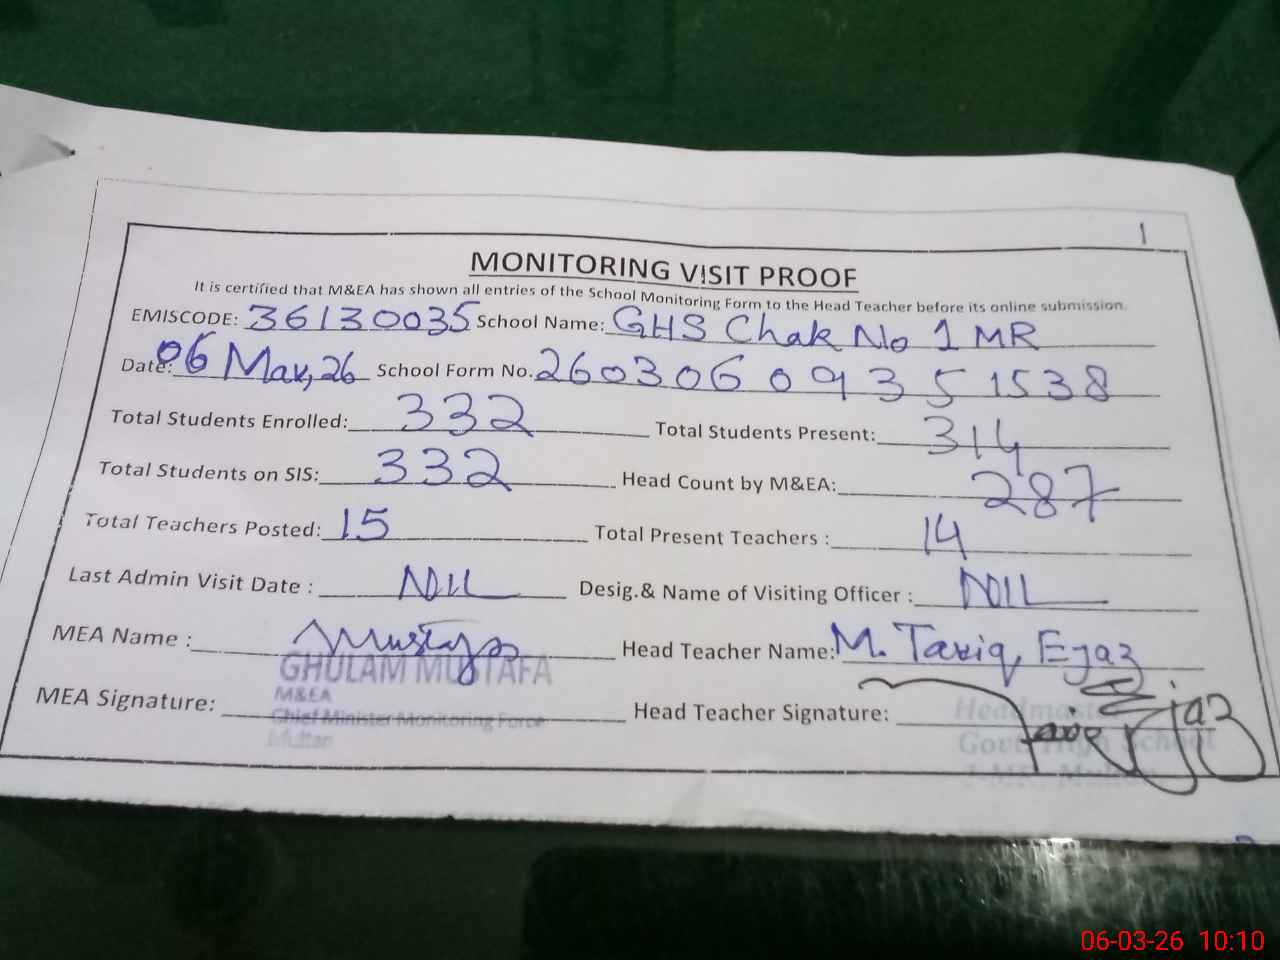 1
MONITORING VISIT PROOF
It is certified that M&EA has shown all entries of the School Monitoring Form to the Head Teacher before its online submission.
EMISCODE: 36130035 School Name: GHS Chak No 1 MR
Date: 06 Mar, 26 School Form No. 26030609351538
Total Students Enrolled: 332 Total Students Present: 314
Total Students on SIS: 332 Head Count by M&EA: 287
Total Teachers Posted: 15 Total Present Teachers : 14
Last Admin Visit Date : NIL Desig.& Name of Visiting Officer : NIL
MEA Name : Mustafa Head Teacher Name: M. Tariq Ejaz
GHULAM MUSTAFA
M&EA
MEA Signature: Head Teacher Signature: Ejaz
Chief Minister Monitoring Force
Multan
Headmaster
Govt. High School
06-03-26 10:10